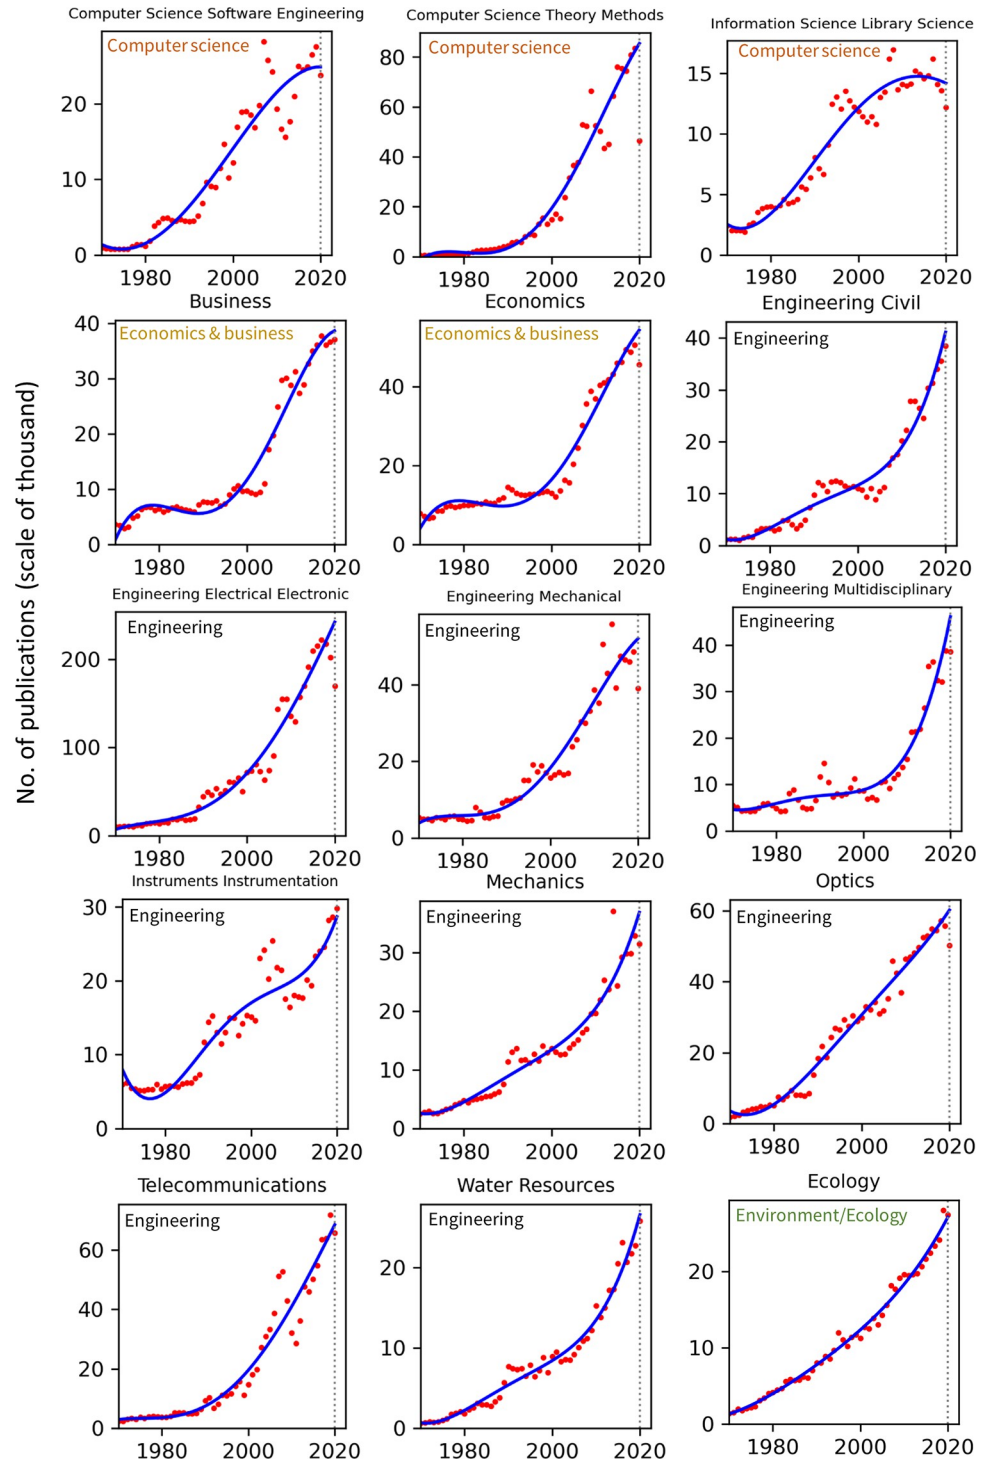 Computer Science Software Engineering
Computer Science Theory Methods
Information Science Library Science
Computer science
Computer science
Computer science
20
10
0
80
60
40
20
0
15
10
5
0
1980 2000 2020
1980 2000 2020
1980 2000 2020
Business
Economics
Engineering Civil
Economics & business
Economics & business
Engineering
40
30
20
10
0
40
20
0
40
30
20
10
0
1980 2000 2020
1980 2000 2020
1980 2000 2020
No. of publications (scale of thousand)
Engineering Electrical Electronic
Engineering Mechanical
Engineering Multidisciplinary
Engineering
Engineering
Engineering
200
100
0
40
20
0
40
30
20
10
0
1980 2000 2020
1980 2000 2020
1980 2000 2020
Instruments Instrumentation
Mechanics
Optics
Engineering
Engineering
Engineering
30
20
10
0
30
20
10
0
60
40
20
0
1980 2000 2020
1980 2000 2020
1980 2000 2020
Telecommunications
Water Resources
Ecology
Engineering
Engineering
Environment/Ecology
60
40
20
0
20
10
0
20
10
0
1980 2000 2020
1980 2000 2020
1980 2000 2020